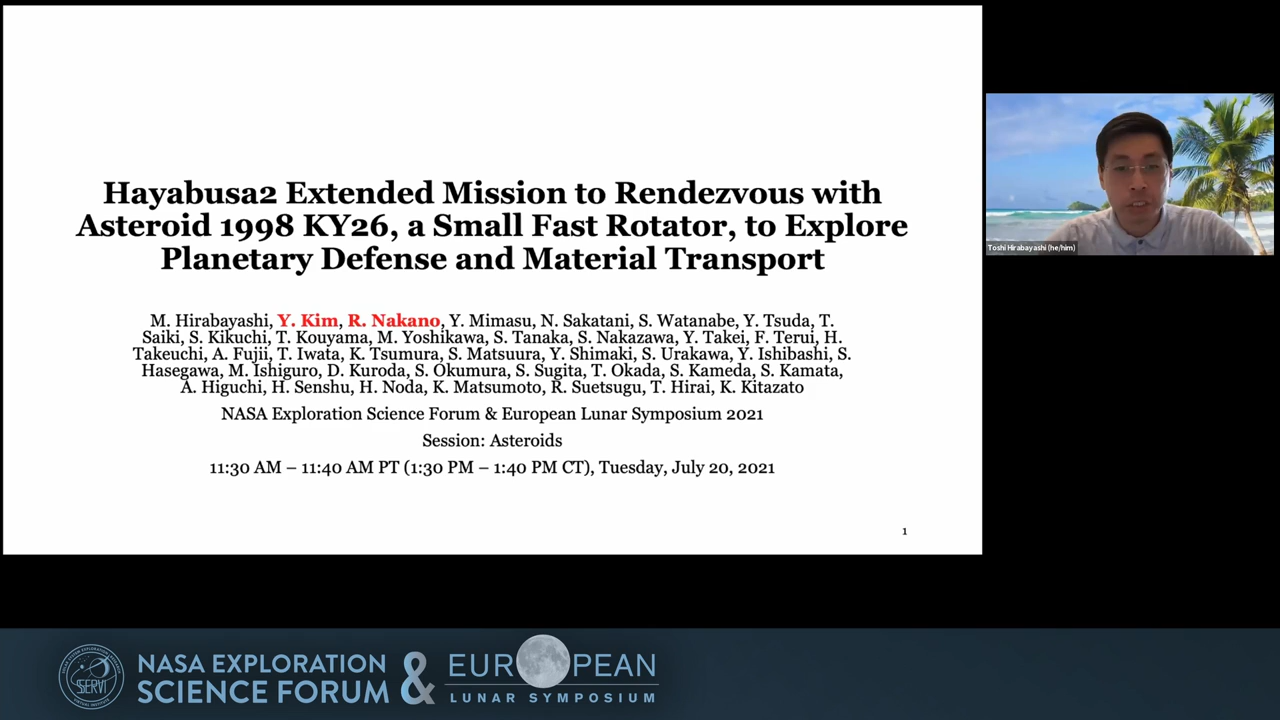 Hayabusa2 Extended Mission to Rendezvous with
Asteroid 1998 KY26, a Small Fast Rotator, to Explore
Planetary Defense and Material Transport
M. Hirabayashi, Y. Kim, R. Nakano, Y. Mimasu, N. Sakatani, S. Watanabe, Y. Tsuda, T.
Saiki, S. Kikuchi, T. Kouyama, M. Yoshikawa, S. Tanaka, S. Nakazawa, Y. Takei, F. Terui, H.
Takeuchi, A. Fujii, T. Iwata, K. Tsumura, S. Matsuura, Y. Shimaki, S. Urakawa, Y. Ishibashi, S.
Hasegawa, M. Ishiguro, D. Kuroda, S. Okumura, S. Sugita, T. Okada, S. Kameda, S. Kamata,
A. Higuchi, H. Senshu, H. Noda, K. Matsumoto, R. Suetsugu, T. Hirai, K. Kitazato
NASA Exploration Science Forum & European Lunar Symposium 2021
Session: Asteroids
11:30 AM – 11:40 AM PT (1:30 PM – 1:40 PM CT), Tuesday, July 20, 2021
1
Toshi Hirabayashi (he/him)
SSERVI
NASA EXPLORATION
SCIENCE FORUM
&
EUROPEAN
LUNAR SYMPOSIUM